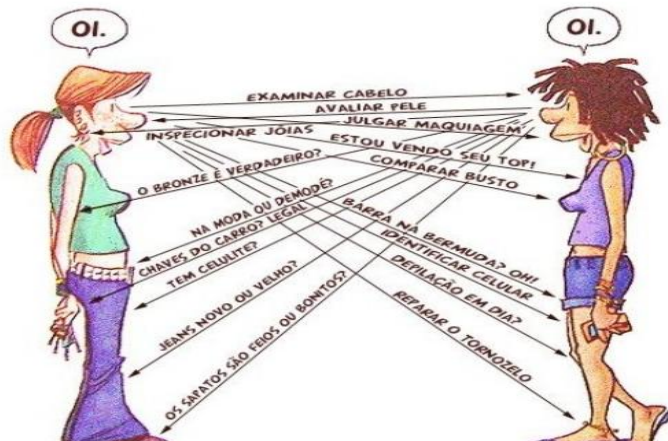 OI.
OI.
EXAMINAR CABELO
AVALIAR PELE
JULGAR MAQUIAGEM
INSPECIONAR JÓIAS
ESTOU VENDO SEU TOP!
COMPARAR BUSTO
O BRONZE É VERDADEIRO?
NA MODA OU DEMODÉ?
CHAVES DO CARRO? LEGAL
TEM CELULITE?
JEANS NOVO OU VELHO?
OS SAPATOS SÃO FEIOS OU BONITOS?
BARRA NA BERMUDA? OH!
IDENTIFICAR CELULAR
DEPILAÇÃO EM DIA?
REPARAR O TORNOZELO